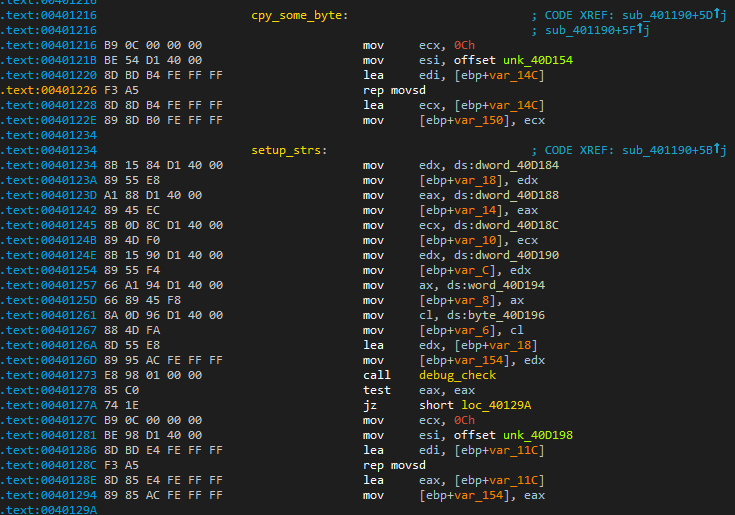 .text:00401216
.text:00401216 cpy_some_byte: ; CODE XREF: sub_401190+5D↑j
.text:00401216 ; sub_401190+5F↑j
.text:00401216 B9 0C 00 00 00 mov ecx, 0Ch
.text:0040121B BE 54 D1 40 00 mov esi, offset unk_40D154
.text:00401220 8D BD B4 FE FF FF lea edi, [ebp+var_14C]
.text:00401226 F3 A5 rep movsd
.text:00401228 8D 8D B4 FE FF FF lea ecx, [ebp+var_14C]
.text:0040122E 89 8D B0 FE FF FF mov [ebp+var_150], ecx
.text:00401234
.text:00401234 setup_strs: ; CODE XREF: sub_401190+5B↑j
.text:00401234 8B 15 84 D1 40 00 mov edx, ds:dword_40D184
.text:0040123A 89 55 E8 mov [ebp+var_18], edx
.text:0040123D A1 88 D1 40 00 mov eax, ds:dword_40D188
.text:00401242 89 45 EC mov [ebp+var_14], eax
.text:00401245 8B 0D 8C D1 40 00 mov ecx, ds:dword_40D18C
.text:0040124B 89 4D F0 mov [ebp+var_10], ecx
.text:0040124E 8B 15 90 D1 40 00 mov edx, ds:dword_40D190
.text:00401254 89 55 F4 mov [ebp+var_C], edx
.text:00401257 66 A1 94 D1 40 00 mov ax, ds:word_40D194
.text:0040125D 66 89 45 F8 mov [ebp+var_8], ax
.text:00401261 8A 0D 96 D1 40 00 mov cl, ds:byte_40D196
.text:00401267 88 4D FA mov [ebp+var_6], cl
.text:0040126A 8D 55 E8 lea edx, [ebp+var_18]
.text:0040126D 89 95 AC FE FF FF mov [ebp+var_154], edx
.text:00401273 E8 98 01 00 00 call debug_check
.text:00401278 85 C0 test eax, eax
.text:0040127A 74 1E jz short loc_40129A
.text:0040127C B9 0C 00 00 00 mov ecx, 0Ch
.text:00401281 BE 98 D1 40 00 mov esi, offset unk_40D198
.text:00401286 8D BD E4 FE FF FF lea edi, [ebp+var_11C]
.text:0040128C F3 A5 rep movsd
.text:0040128E 8D 85 E4 FE FF FF lea eax, [ebp+var_11C]
.text:00401294 89 85 AC FE FF FF mov [ebp+var_154], eax
.text:0040129A